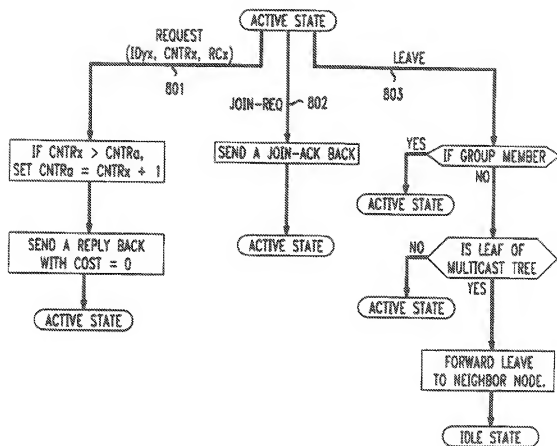 ACTIVE STATE
REQUEST
(IDyx, CNTRx, RCx)
801
JOIN-REQ
802
LEAVE
803
IF CNTRx > CNTRa,
SET CNTRa = CNTRx + 1
SEND A REPLY BACK
WITH COST = 0
ACTIVE STATE
SEND A JOIN-ACK BACK
ACTIVE STATE
YES
IF GROUP MEMBER
NO
ACTIVE STATE
NO
IS LEAF OF
MULTICAST TREE
YES
ACTIVE STATE
FORWARD LEAVE
TO NEIGHBOR NODE.
IDLE STATE